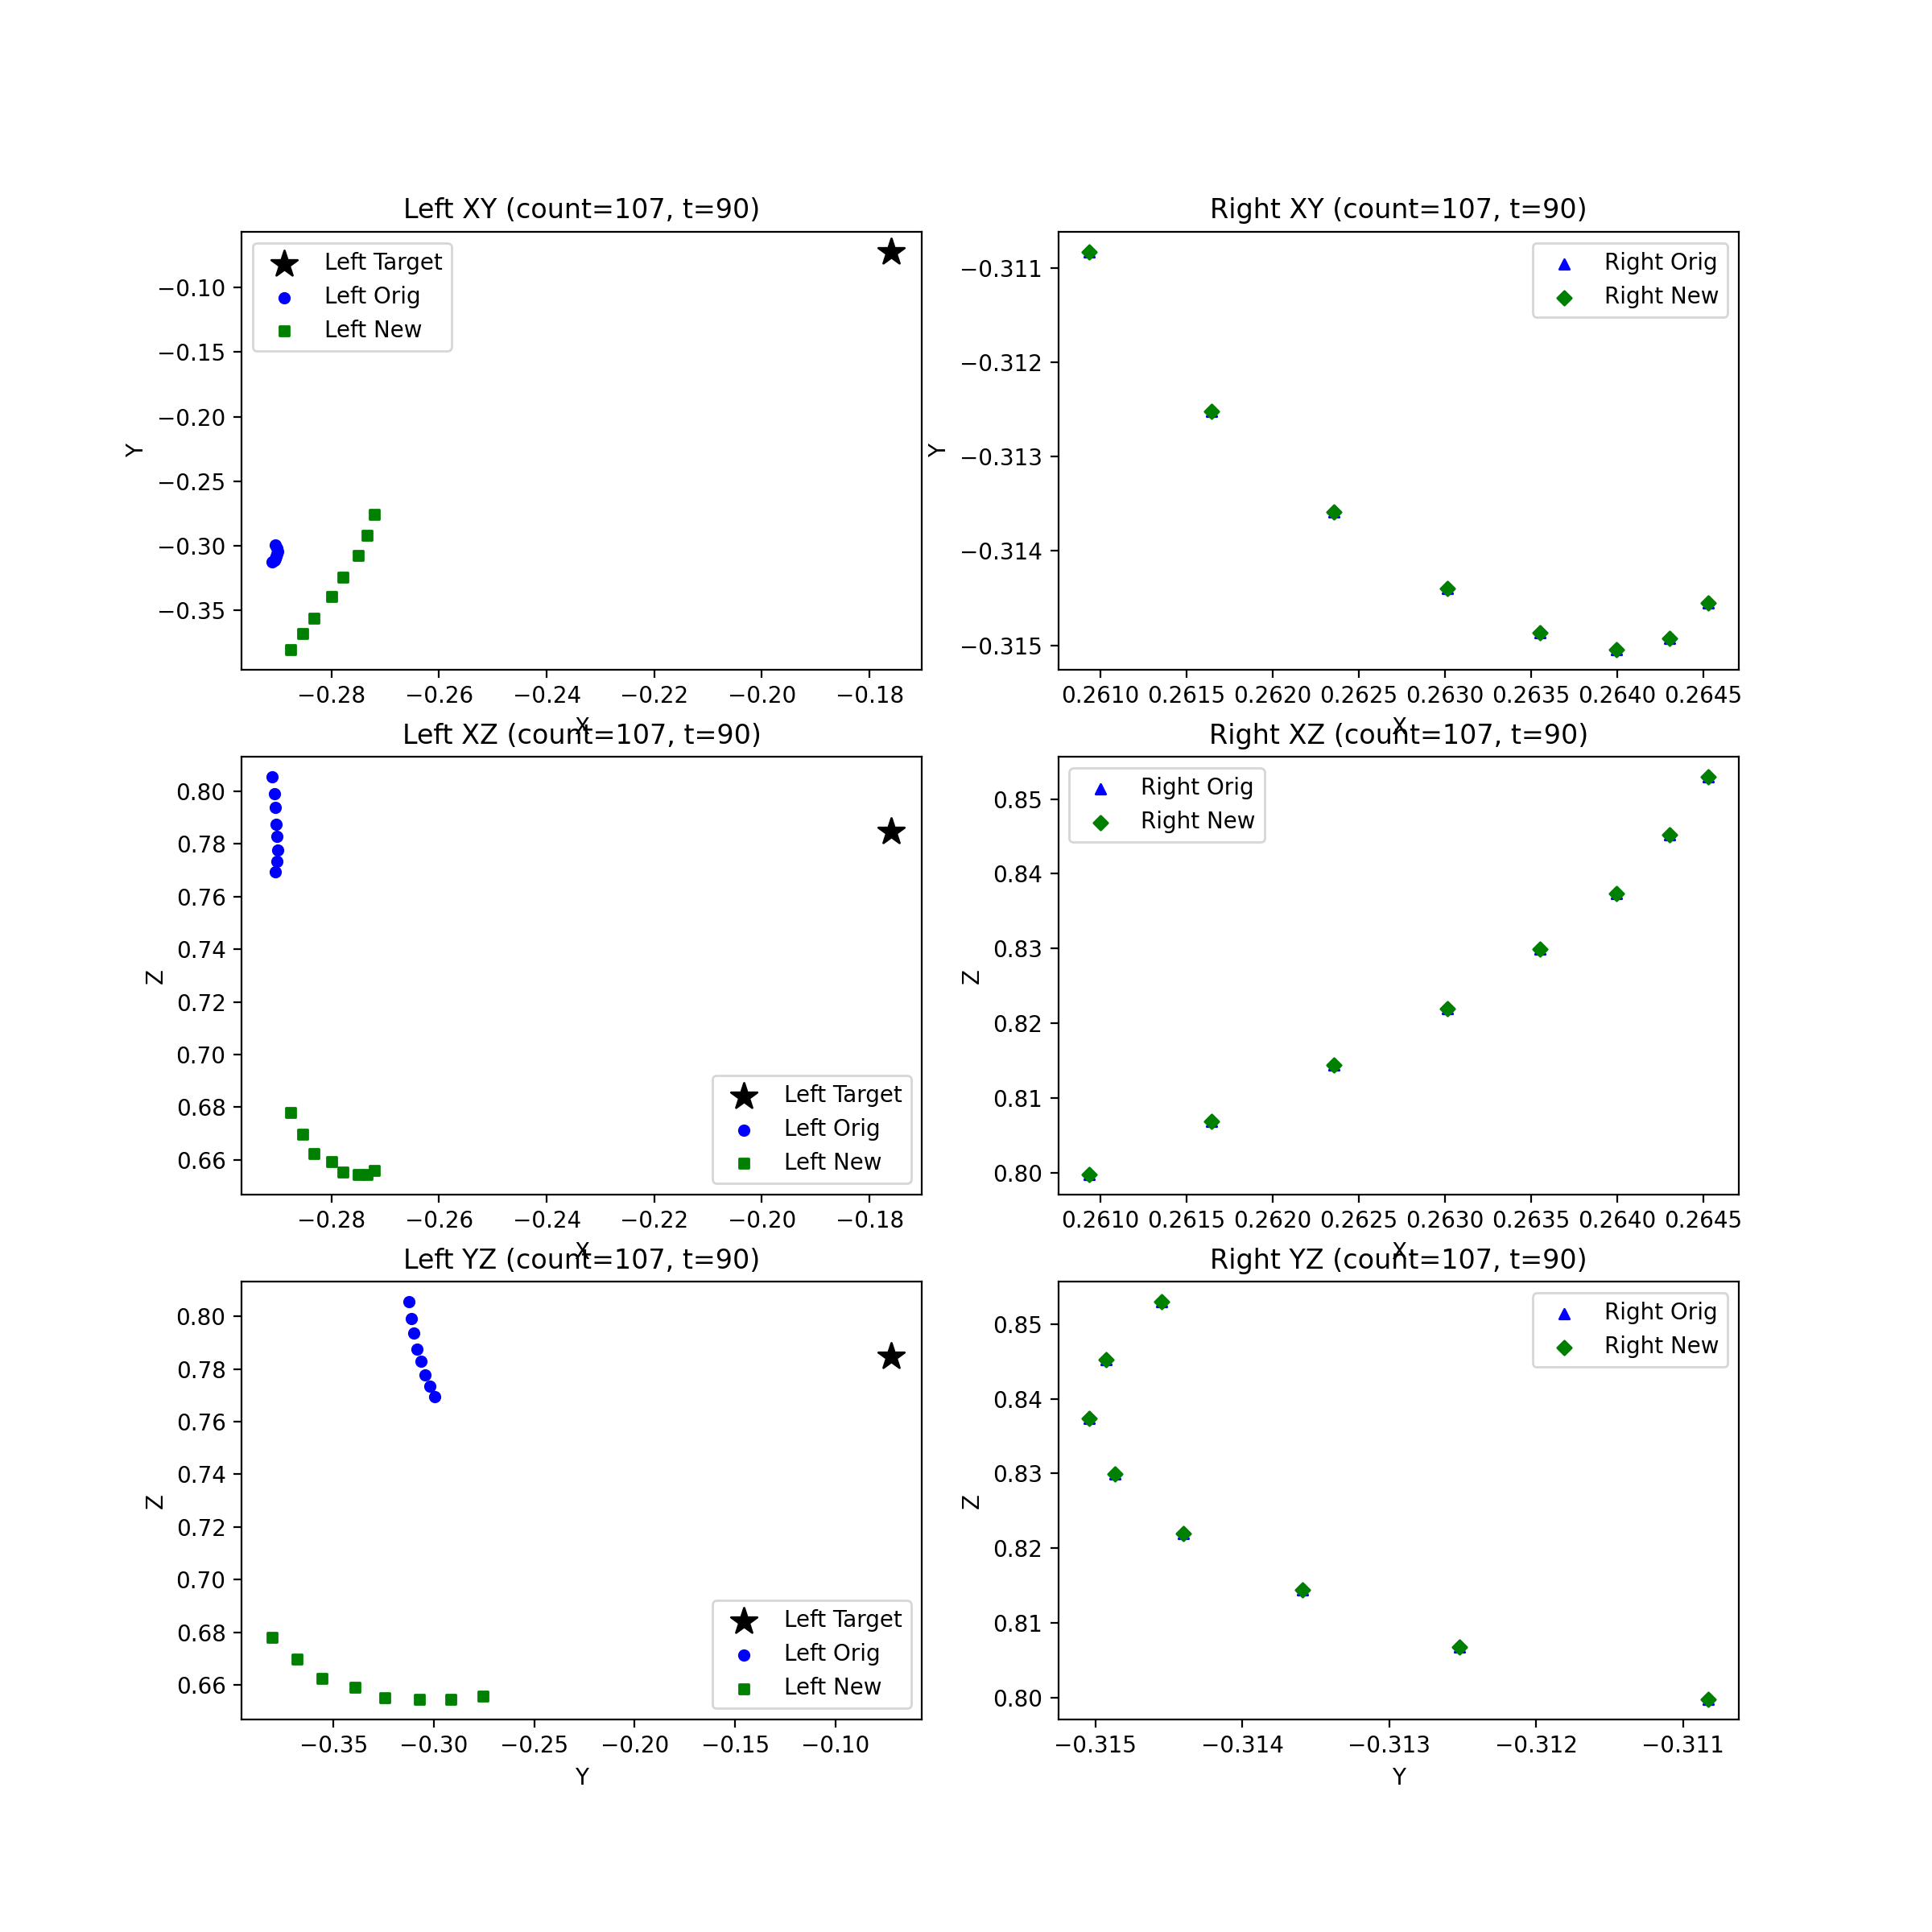 Left XY (count=107, t=90)
Left Target
Left Orig
Left New
−0.10
−0.15
−0.20
−0.25
−0.30
−0.35
Y
−0.28 −0.26 −0.24 −0.22 −0.20 −0.18
X
Right XY (count=107, t=90)
Right Orig
Right New
−0.311
−0.312
−0.313
−0.314
−0.315
Y
0.2610 0.2615 0.2620 0.2625 0.2630 0.2635 0.2640 0.2645
X
Left XZ (count=107, t=90)
0.80
0.78
0.76
0.74
0.72
0.70
0.68
0.66
Z
Left Target
Left Orig
Left New
−0.28 −0.26 −0.24 −0.22 −0.20 −0.18
X
Right XZ (count=107, t=90)
Right Orig
Right New
0.85
0.84
0.83
0.82
0.81
0.80
Z
0.2610 0.2615 0.2620 0.2625 0.2630 0.2635 0.2640 0.2645
X
Left YZ (count=107, t=90)
0.80
0.78
0.76
0.74
0.72
0.70
0.68
0.66
Z
Left Target
Left Orig
Left New
−0.35 −0.30 −0.25 −0.20 −0.15 −0.10
Y
Right YZ (count=107, t=90)
Right Orig
Right New
0.85
0.84
0.83
0.82
0.81
0.80
Z
−0.315 −0.314 −0.313 −0.312 −0.311
Y